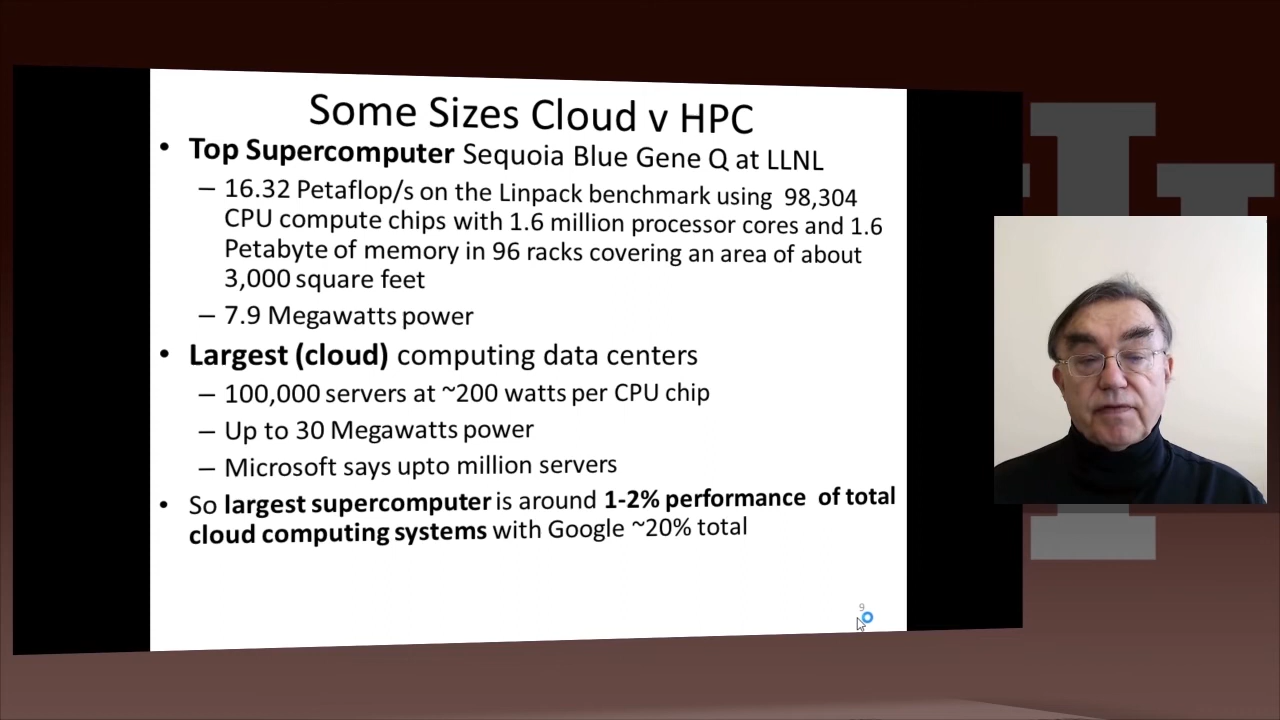 Some Sizes Cloud v HPC
• Top Supercomputer Sequoia Blue Gene Q at LLNL
– 16.32 Petaflop/s on the Linpack benchmark using 98,304
CPU compute chips with 1.6 million processor cores and 1.6
Petabyte of memory in 96 racks covering an area of about
3,000 square feet
– 7.9 Megawatts power
• Largest (cloud) computing data centers
– 100,000 servers at ~200 watts per CPU chip
– Up to 30 Megawatts power
– Microsoft says upto million servers
• So largest supercomputer is around 1-2% performance of total
cloud computing systems with Google ~20% total
9